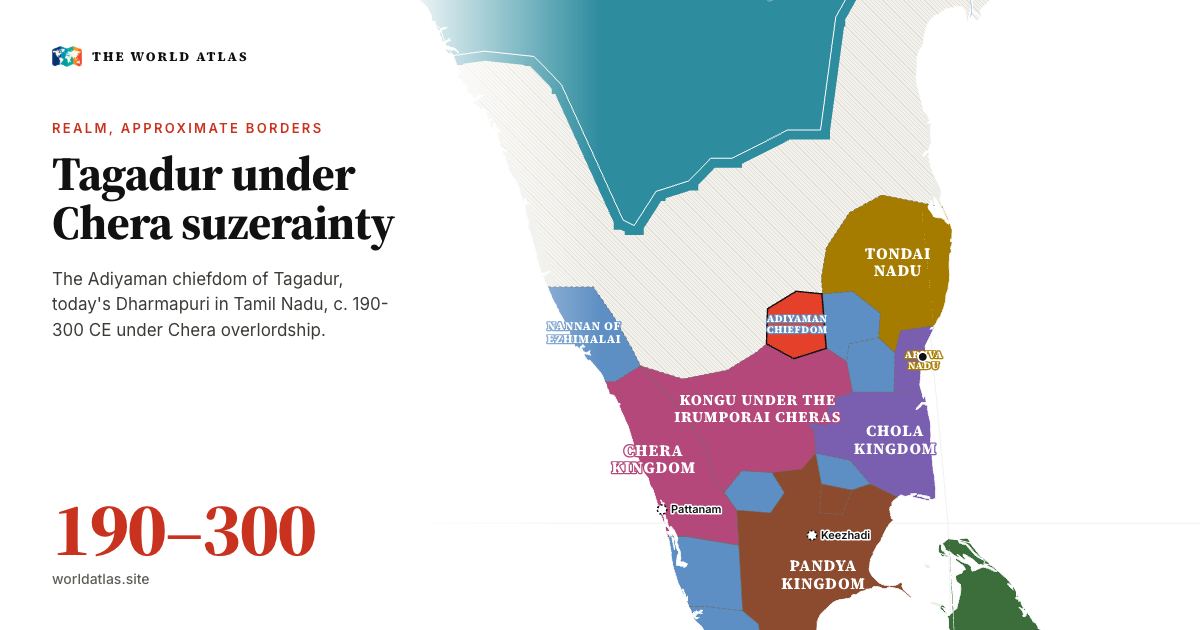 THE WORLD ATLAS
REALM, APPROXIMATE BORDERS
Tagadur under
Chera suzerainty
The Adiyaman chiefdom of Tagadur,
today's Dharmapuri in Tamil Nadu, c. 190-
300 CE under Chera overlordship.
190–300
worldatlas.site
TONDAI
NADU
NANNAN OF
EZHIMALAI
ADIYAMAN
CHIEFDOM
NADU
KONGU UNDER THE
IRUMPORAI CHERAS
CHOLA
KINGDOM
CHERA
KINGDOM
Pattanam
Keezhadi
PANDYA
KINGDOM